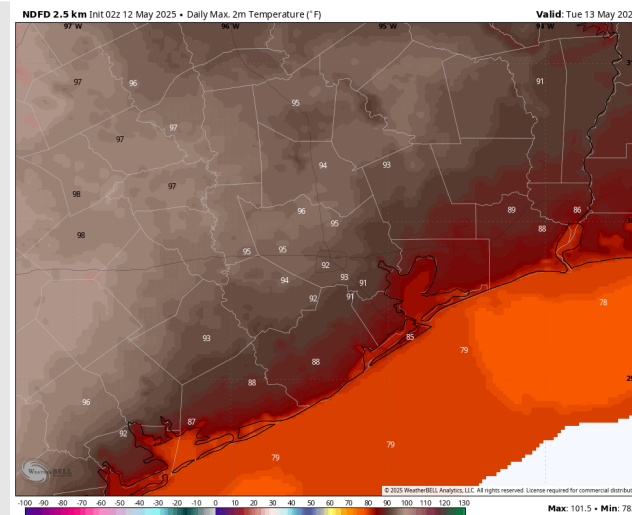 NDFD 2.5 km Init 02z 12 May 2025 • Daily Max. 2m Temperature (°F)
Valid: Tue 13 May 202
97°W 96°W 95°W 94°W
97 96 91
95
97
97
94 93
97
98
96 89 86
95 88
98
95 95
92
94 93 91
92 91
78
93 85
79
88
88
96
87
92
79
79
WeatherBELL
© 2025 WeatherBELL Analytics, LLC. All rights reserved. License required for commercial distribut
-100 -90 -80 -70 -60 -50 -40 -30 -20 -10 0 10 20 30 40 50 60 70 80 90 100 110 120 130
Max: 101.5 • Min: 78